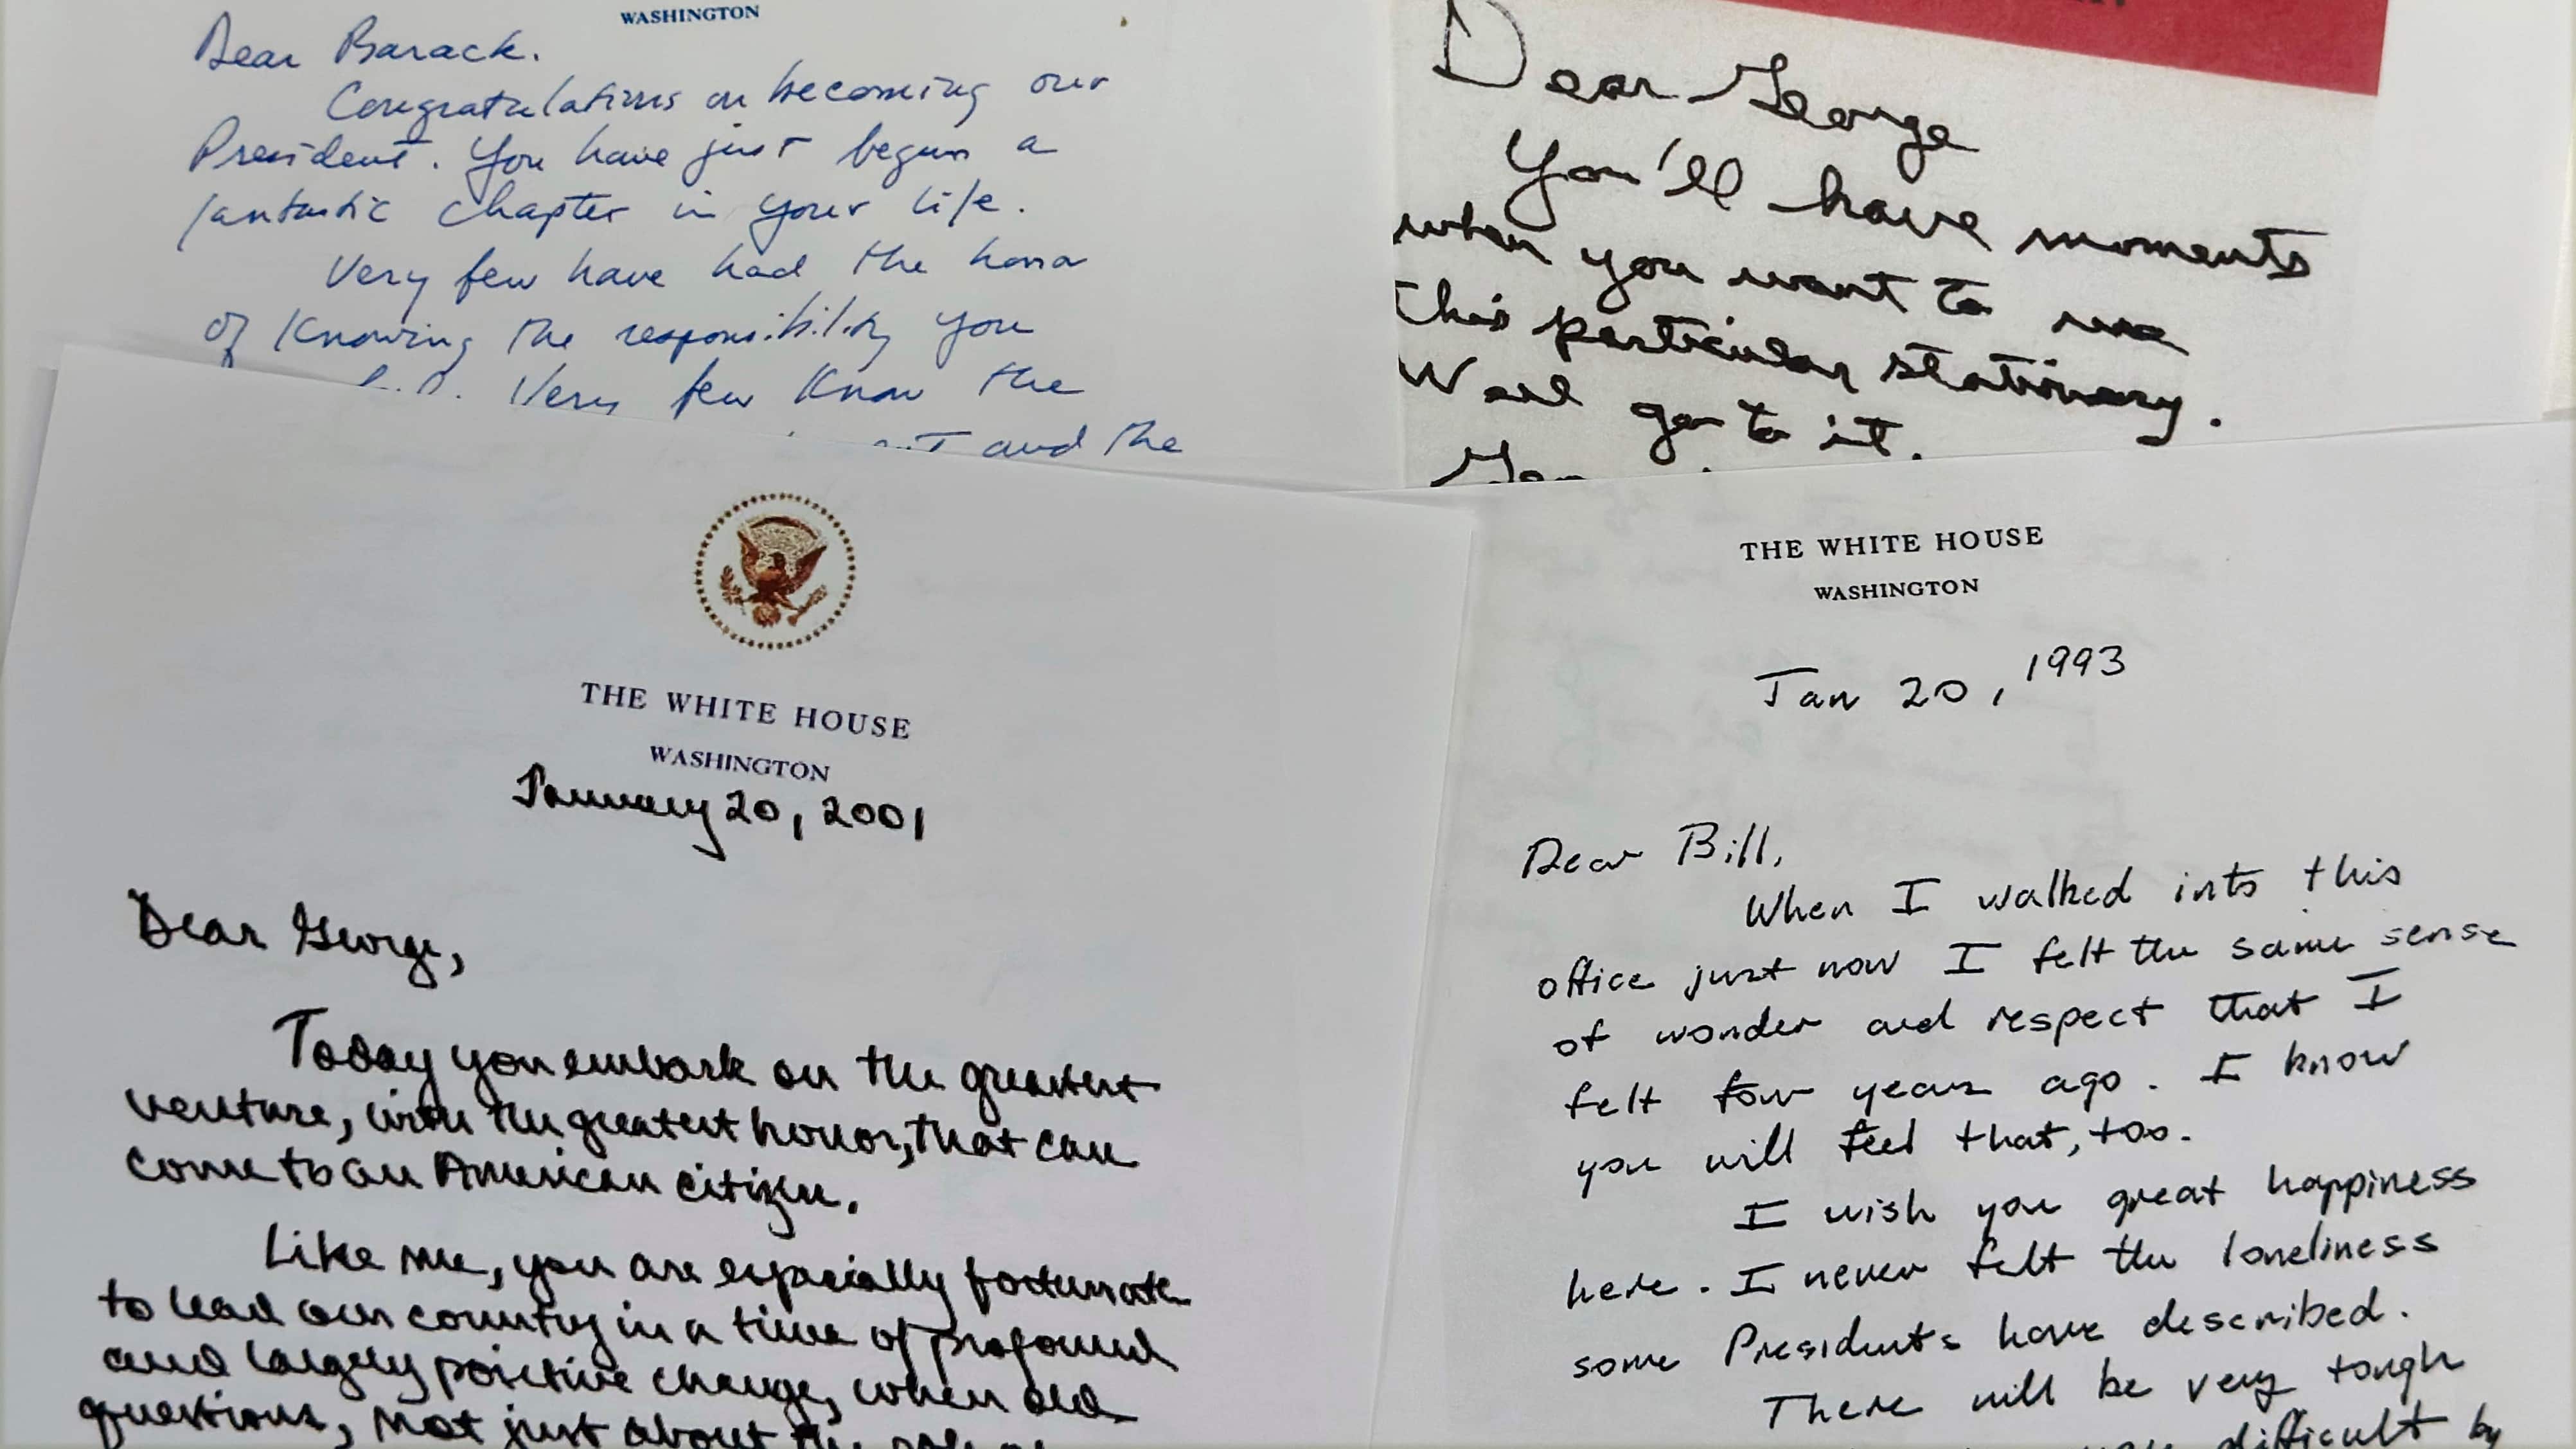 WASHINGTON
Dear Barack.
Congratulations on becoming our
President. You have just begun a
fantastic chapter in your life.
Very few have had the honor
of knowing the responsibility you
Very few know the
and the
Dear George
You'll have moments
when you want to use
this particular stationary.
Well go to it.
THE WHITE HOUSE
WASHINGTON
January 20, 2001
Dear George,
Today you embark on the greatest
venture, with the greatest honor, that can
come to an American citizen.
Like me, you are especially fortunate
to lead our country in a time of profound
and largely positive change, when old
questions, not just about the role of
THE WHITE HOUSE
WASHINGTON
Jan 20, 1993
Dear Bill,
When I walked into this
office just now I felt the same sense
of wonder and respect that I
felt four years ago. I know
you will feel that, too.
I wish you great happiness
here. I never felt the loneliness
some Presidents have described.
There will be very tough
difficult by